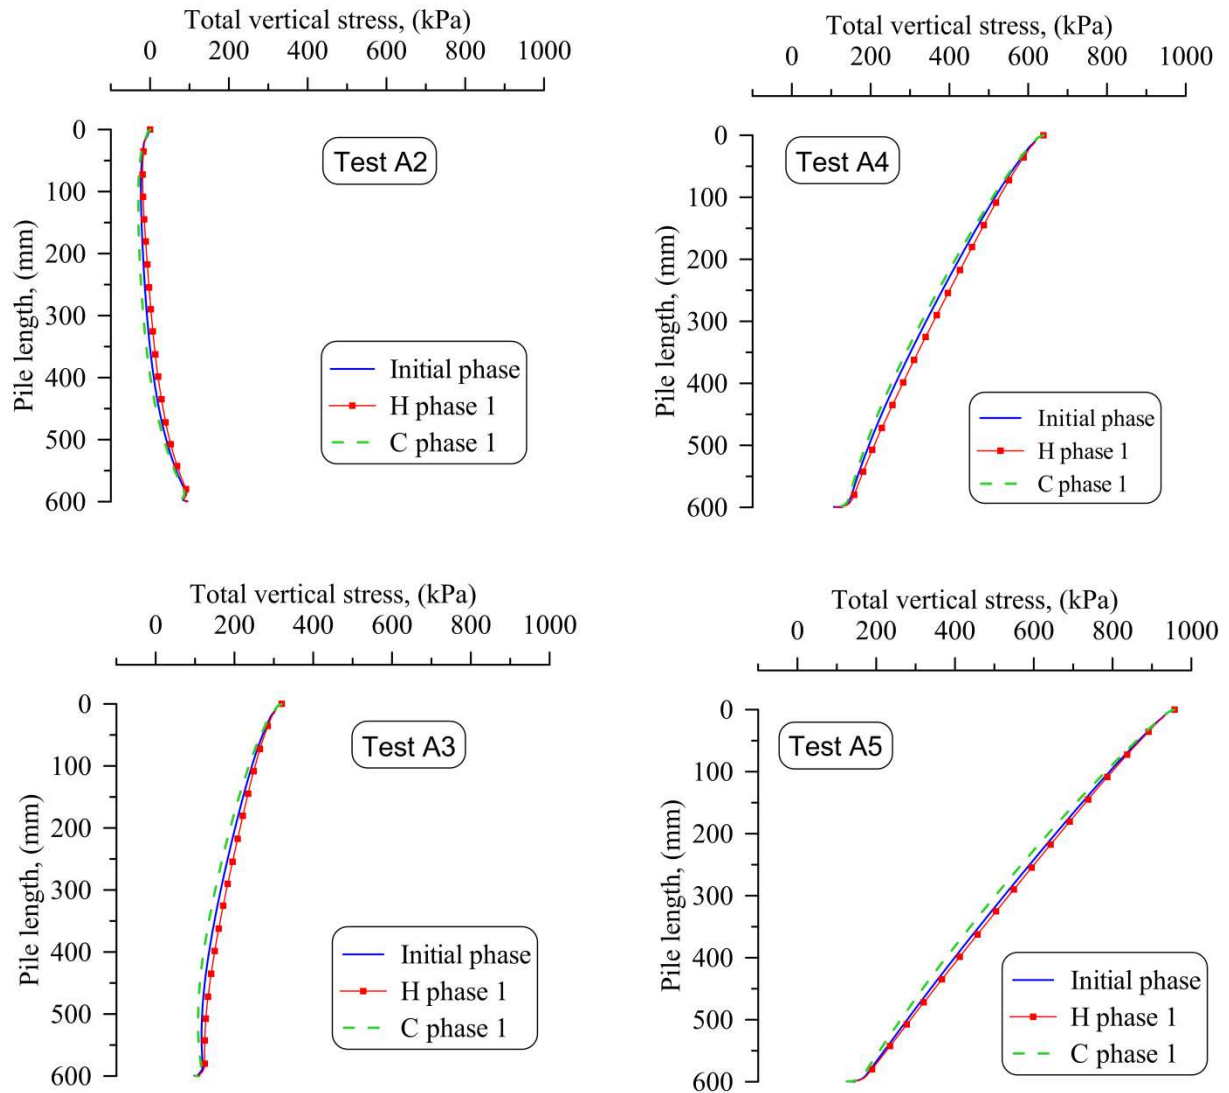 Total vertical stress, (kPa)
0 200 400 600 800 1000
Pile length, (mm)
0
100
200
300
400
500
600
Test A2
Initial phase
H phase 1
C phase 1
Total vertical stress, (kPa)
0 200 400 600 800 1000
Pile length, (mm)
0
100
200
300
400
500
600
Test A4
Initial phase
H phase 1
C phase 1
Total vertical stress, (kPa)
0 200 400 600 800 1000
Pile length, (mm)
0
100
200
300
400
500
600
Test A3
Initial phase
H phase 1
C phase 1
Total vertical stress, (kPa)
0 200 400 600 800 1000
Pile length, (mm)
0
100
200
300
400
500
600
Test A5
Initial phase
H phase 1
C phase 1